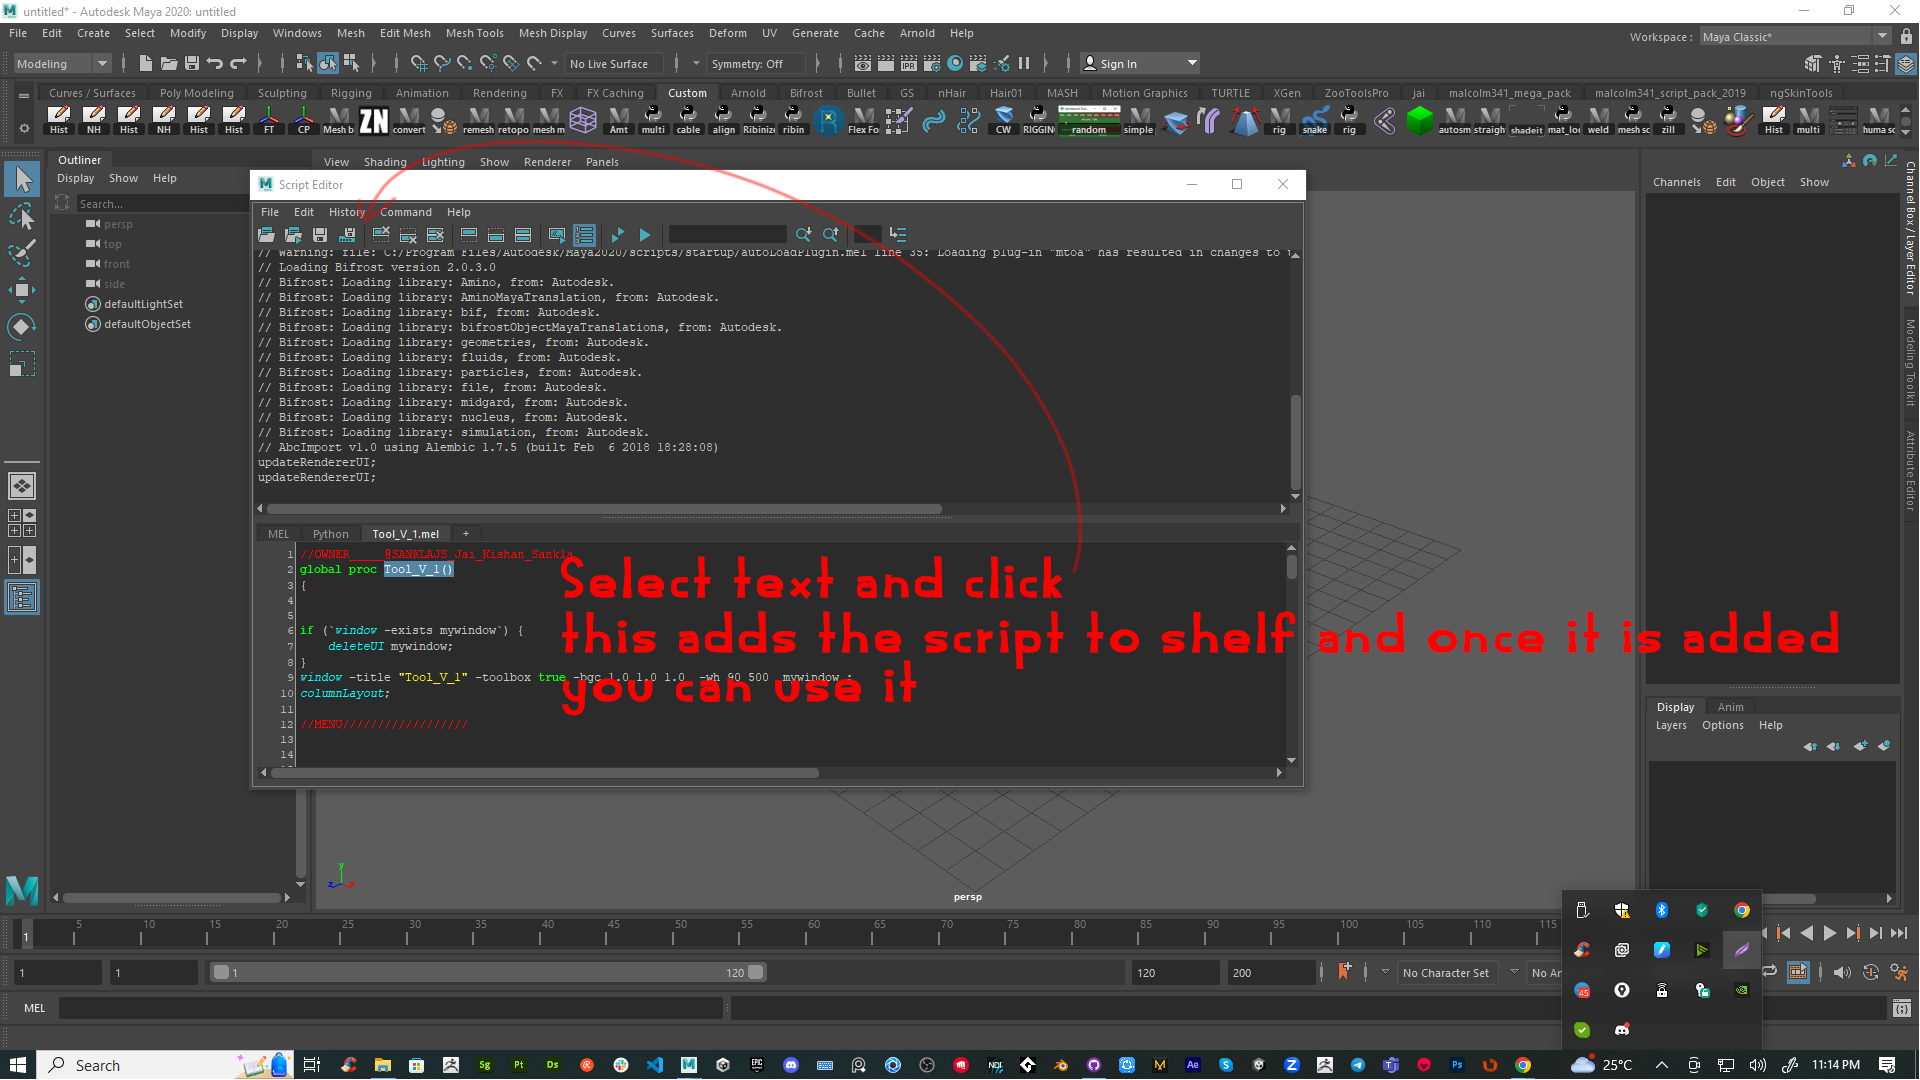 untitled* - Autodesk Maya 2020: untitled
File Edit Create Select Modify Display Windows Mesh Edit Mesh Mesh Tools Mesh Display Curves Surfaces Deform UV Generate Cache Arnold Help
Workspace : Maya Classic*
Modeling No Live Surface Symmetry: Off Sign In
Curves / Surfaces Poly Modeling Sculpting Rigging Animation Rendering FX FX Caching Custom Arnold Bifrost Bullet GS nHair Hair01 MASH Motion Graphics TURTLE XGen ZooToolsPro jai malcolm341_mega_pack malcolm341_script_pack_2019 ngSkinTools
Hist NH Hist NH Hist Hist FT CP Mesh b ZN convert remesh retopo mesh m Amt multi cable align Ribiniz ribin Flex Fo CW RIGGIN random simple rig snake rig autosm straigh shadeit mat_lo weld mesh sc zill Hist multi huma sc
Outliner
Display Show Help
Search...
persp
top
front
side
defaultLightSet
defaultObjectSet
View Shading Lighting Show Renderer Panels
Script Editor
File Edit History Command Help
// Warning: file: C:/Program Files/Autodesk/Maya2020/scripts/startup/autoLoadPlugin.mel line 35: Loading plug-in "mtoa" has resulted in changes to
// Loading Bifrost version 2.0.3.0
// Bifrost: Loading library: Amino, from: Autodesk.
// Bifrost: Loading library: AminoMayaTranslation, from: Autodesk.
// Bifrost: Loading library: bif, from: Autodesk.
// Bifrost: Loading library: bifrostObjectMayaTranslations, from: Autodesk.
// Bifrost: Loading library: geometries, from: Autodesk.
// Bifrost: Loading library: fluids, from: Autodesk.
// Bifrost: Loading library: particles, from: Autodesk.
// Bifrost: Loading library: file, from: Autodesk.
// Bifrost: Loading library: midgard, from: Autodesk.
// Bifrost: Loading library: nucleus, from: Autodesk.
// Bifrost: Loading library: simulation, from: Autodesk.
// AbcImport v1.0 using Alembic 1.7.5 (built Feb  6 2018 18:28:08)
updateRendererUI;
updateRendererUI;
MEL Python Tool_V_1.mel +
1 //OWNER_____@SANKLAJS_Jai_Kishan_Sankla
2 global proc Tool_V_1()
3 {
4
5
6 if (`window -exists mywindow`) {
7 deleteUI mywindow;
8 }
9 window -title "Tool_V_1" -toolbox true -bgc 1.0 1.0 1.0 -wh 90 500 mywindow ;
10 columnLayout;
11
12 //MENU//////////////////
13
14
Select text and click
this adds the script to shelf and once it is added
you can use it
Channels Edit Object Show
Channel Box / Layer Editor
Modeling Toolkit
Attribute Editor
Display Anim
Layers Options Help
y
z x
persp
5 10 15 20 25 30 35 40 45 50 55 60 65 70 75 80 85 90 95 100 105 110 115
1
1 1 1 120 120 200 No Character Set No An
MEL
45
Search
Sg Pt Ds EPIC NDI Ae Ps
25°C 11:14 PM